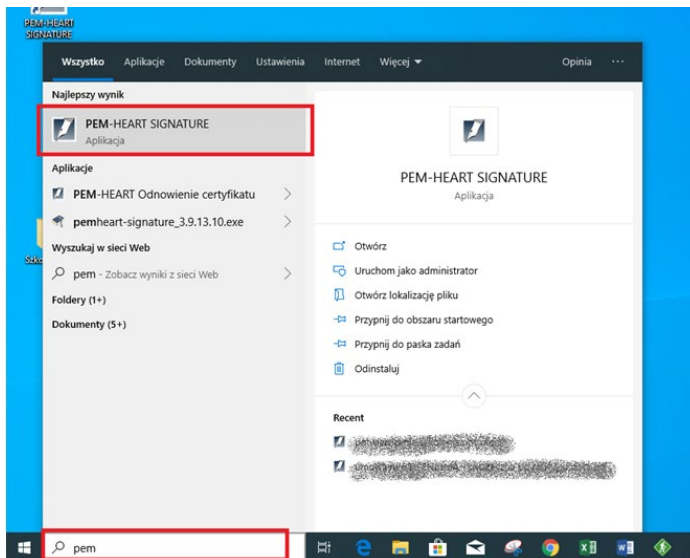 PEM-HEART
SIGNATURE
Wszystko Aplikacje Dokumenty Ustawienia Internet Więcej Opinia ...
Najlepszy wynik
PEM-HEART SIGNATURE
Aplikacja
Aplikacje
PEM-HEART Odnowienie certyfikatu
pemheart-signature_3.9.13.10.exe
Wyszukaj w sieci Web
pem - Zobacz wyniki z sieci Web
Foldery (1+)
Dokumenty (5+)
PEM-HEART SIGNATURE
Aplikacja
Otwórz
Uruchom jako administrator
Otwórz lokalizację pliku
Przypnij do obszaru startowego
Przypnij do paska zadań
Odinstaluj
Recent
pem